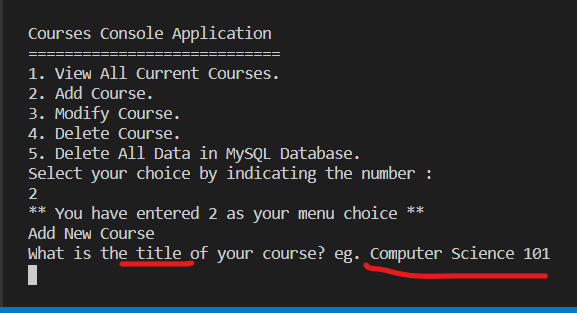 Courses Console Application
============================
1. View All Current Courses.
2. Add Course.
3. Modify Course.
4. Delete Course.
5. Delete All Data in MySQL Database.
Select your choice by indicating the number :
2
** You have entered 2 as your menu choice **
Add New Course
What is the title of your course? eg. Computer Science 101